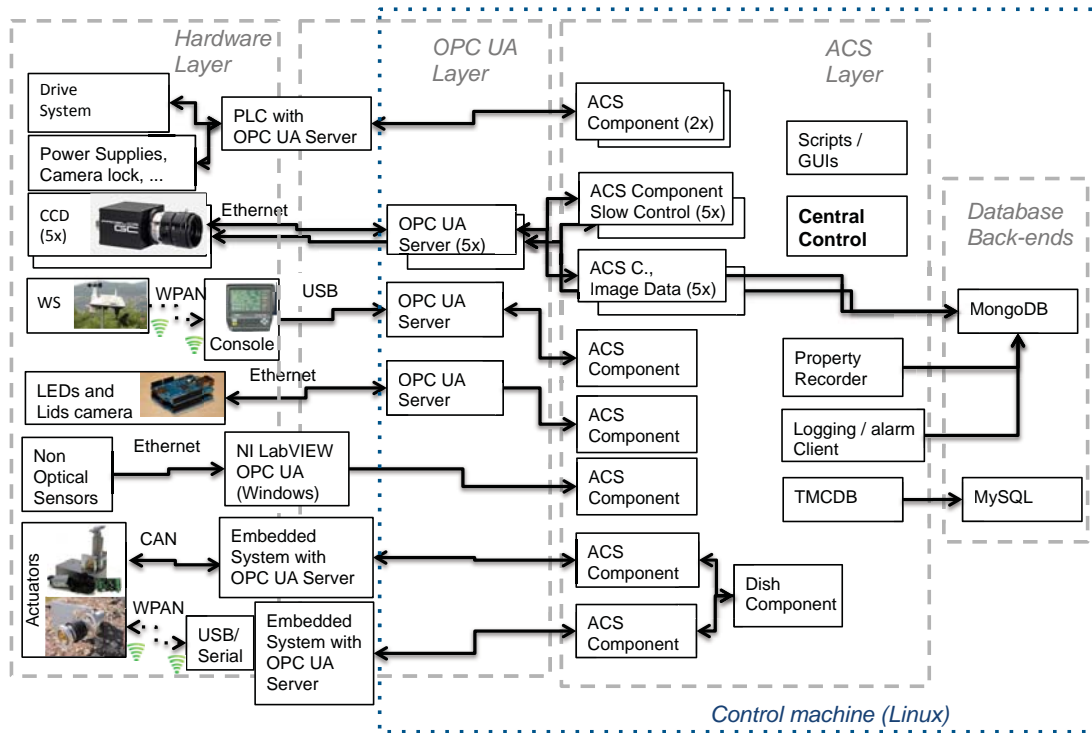 Hardware
Layer
OPC UA
Layer
ACS
Layer
Drive
System
PLC with
OPC UA Server
ACS
Component (2x)
Scripts /
GUIs
Power Supplies,
Camera lock, ...
CCD
(5x)
GC
Ethernet
OPC UA
Server (5x)
ACS Component
Slow Control (5x)
Central
Control
Database
Back-ends
ACS C.,
Image Data (5x)
WS
WPAN
Console
USB
OPC UA
Server
MongoDB
ACS
Component
Property
Recorder
LEDs and
Lids camera
Ethernet
OPC UA
Server
ACS
Component
Logging / alarm
Client
Non
Optical
Sensors
Ethernet
NI LabVIEW
OPC UA
(Windows)
ACS
Component
TMCDB
MySQL
Actuators
CAN
Embedded
System with
OPC UA Server
ACS
Component
Dish
Component
WPAN
USB/
Serial
Embedded
System with
OPC UA
Server
ACS
Component
Control machine (Linux)